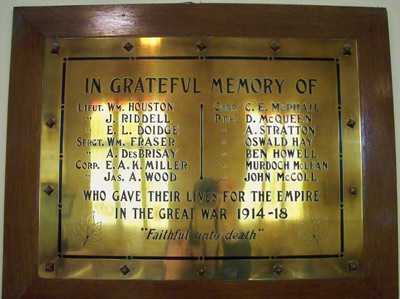 IN GRATEFUL MEMORY OF
LIEUT. WM. HOUSTON
" J. RIDDELL
" E. L. DOIDGE
SERGT. WM. FRASER
" A. DESBRISAY
CORP. E. A. K. MILLER
" JAS. A. WOOD
CORP. C. E. MCPHAIL
PTE. D. MCQUEEN
" A. STRATTON
" OSWALD HAY
" BEN HOWELL
" MURDOCH MCLEAN
" JOHN MCCOLL
WHO GAVE THEIR LIVES FOR THE EMPIRE
IN THE GREAT WAR 1914-18
"Faithful unto death"